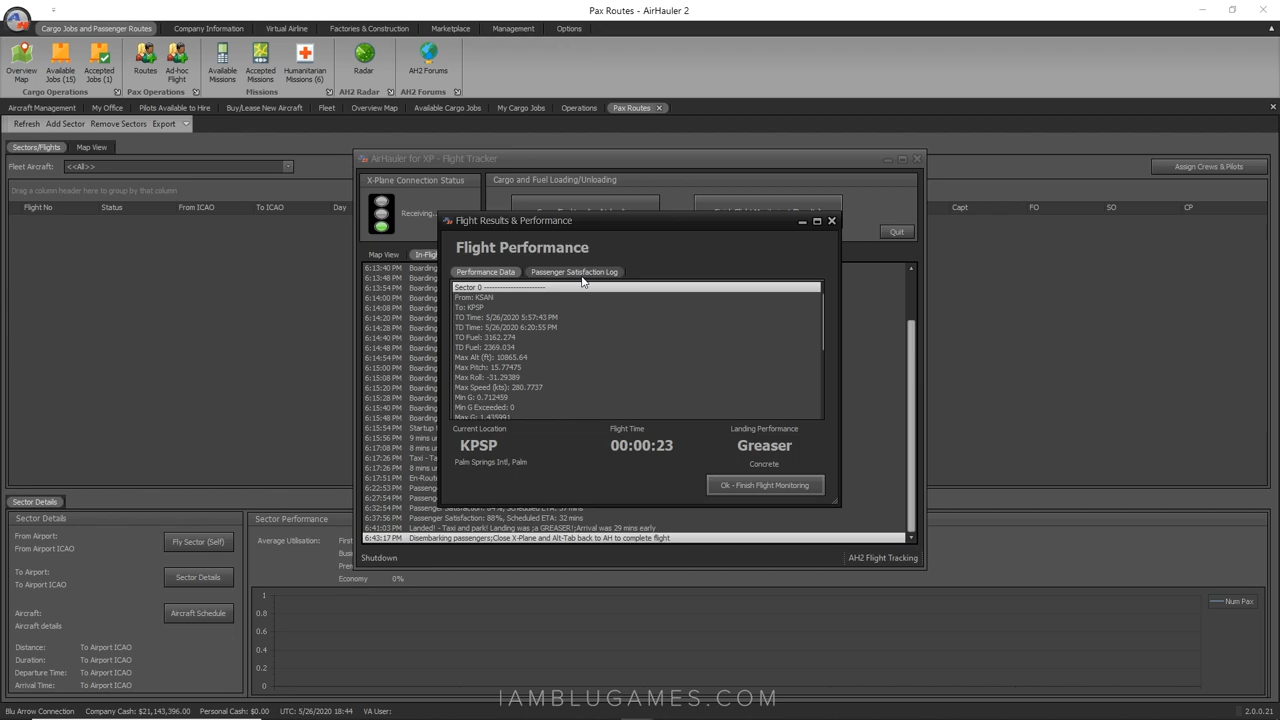 Pax Routes - AirHauler 2
Cargo Jobs and Passenger Routes Company Information Virtual Airline Factories & Construction Marketplace Management Options
Overview Map Available Jobs (15) Accepted Jobs (1) Routes Ad-hoc Flight Available Missions Accepted Missions Humanitarian Missions (6) Radar AH2 Forums
Cargo Operations Pax Operations Missions AH2 Radar AH2 Forums
Aircraft Management My Office Pilots Available to Hire Buy/Lease New Aircraft Fleet Overview Map Available Cargo Jobs My Cargo Jobs Operations Pax Routes
Refresh Add Sector Remove Sectors Export
Sectors/Flights Map View
Fleet Aircraft: <<All>> Assign Crews & Pilots
Drag a column header here to group by that column
Flight No Status From ICAO To ICAO Day Capt FO SO CP
AirHauler for XP - Flight Tracker
X-Plane Connection Status Cargo and Fuel Loading/Unloading
Receiving...
Quit
Map View In-Flig
6:13:40 PM Boarding
6:13:48 PM Boarding
6:13:54 PM Boarding
6:14:00 PM Boarding
6:14:08 PM Boarding
6:14:20 PM Boarding
6:14:28 PM Boarding
6:14:34 PM Boarding
6:14:40 PM Boarding
6:14:48 PM Boarding
6:14:54 PM Boarding
6:15:00 PM Boarding
6:15:08 PM Boarding
6:15:20 PM Boarding
6:15:28 PM Boarding
6:15:40 PM Boarding
6:15:48 PM Boarding
6:15:54 PM Startup
6:15:56 PM 9 mins
6:17:08 PM Taxi - T
6:17:26 PM 8 mins
6:17:26 PM Taxi - Ta
6:17:51 PM En-Rout
6:22:53 PM Passenge
6:27:54 PM Passenger Satisfaction: 84%, Scheduled ETA: 37 mins
6:37:56 PM Passenger Satisfaction: 88%, Scheduled ETA: 32 mins
6:41:03 PM Landed! - Taxi and park! Landing was ;a GREASER!;Arrival was 29 mins early
6:43:17 PM Disembarking passengers;Close X-Plane and Alt-Tab back to AH to complete flight
Shutdown AH2 Flight Tracking
Flight Results & Performance
Flight Performance
Performance Data Passenger Satisfaction Log
Sector 0 -----------------------
From: KSAN
To: KPSP
TO Time: 5/26/2020 5:57:43 PM
TD Time: 5/26/2020 6:20:55 PM
TO Fuel: 3162.274
TD Fuel: 2369.034
Max Alt (ft): 10865.64
Max Pitch: 15.77475
Max Roll: -31.29389
Max Speed (kts): 280.7737
Min G: 0.712459
Min G Exceeded: 0
Max G: 1.435991
Current Location Flight Time Landing Performance
KPSP 00:00:23 Greaser
Palm Springs Intl, Palm Concrete
Ok - Finish Flight Monitoring
Sector Details
Sector Details Sector Performance
From Airport:
From Airport ICAO
Fly Sector (Self)
To Airport:
To Airport ICAO
Sector Details
Aircraft:
Aircraft details
Aircraft Schedule
Distance: To Airport ICAO
Duration: To Airport ICAO
Departure Time: To Airport ICAO
Arrival Time: To Airport ICAO
Average Utilisation: First
Busi
Prem
Economy 0%
1
0.8
0.6
0.4
0.2
0
Num Pax
IAMBLUGAMES.COM
Blu Arrow Connection Company Cash: $21,143,396.00 Personal Cash: $0.00 UTC: 5/26/2020 18:44 VA User: 2.0.0.21